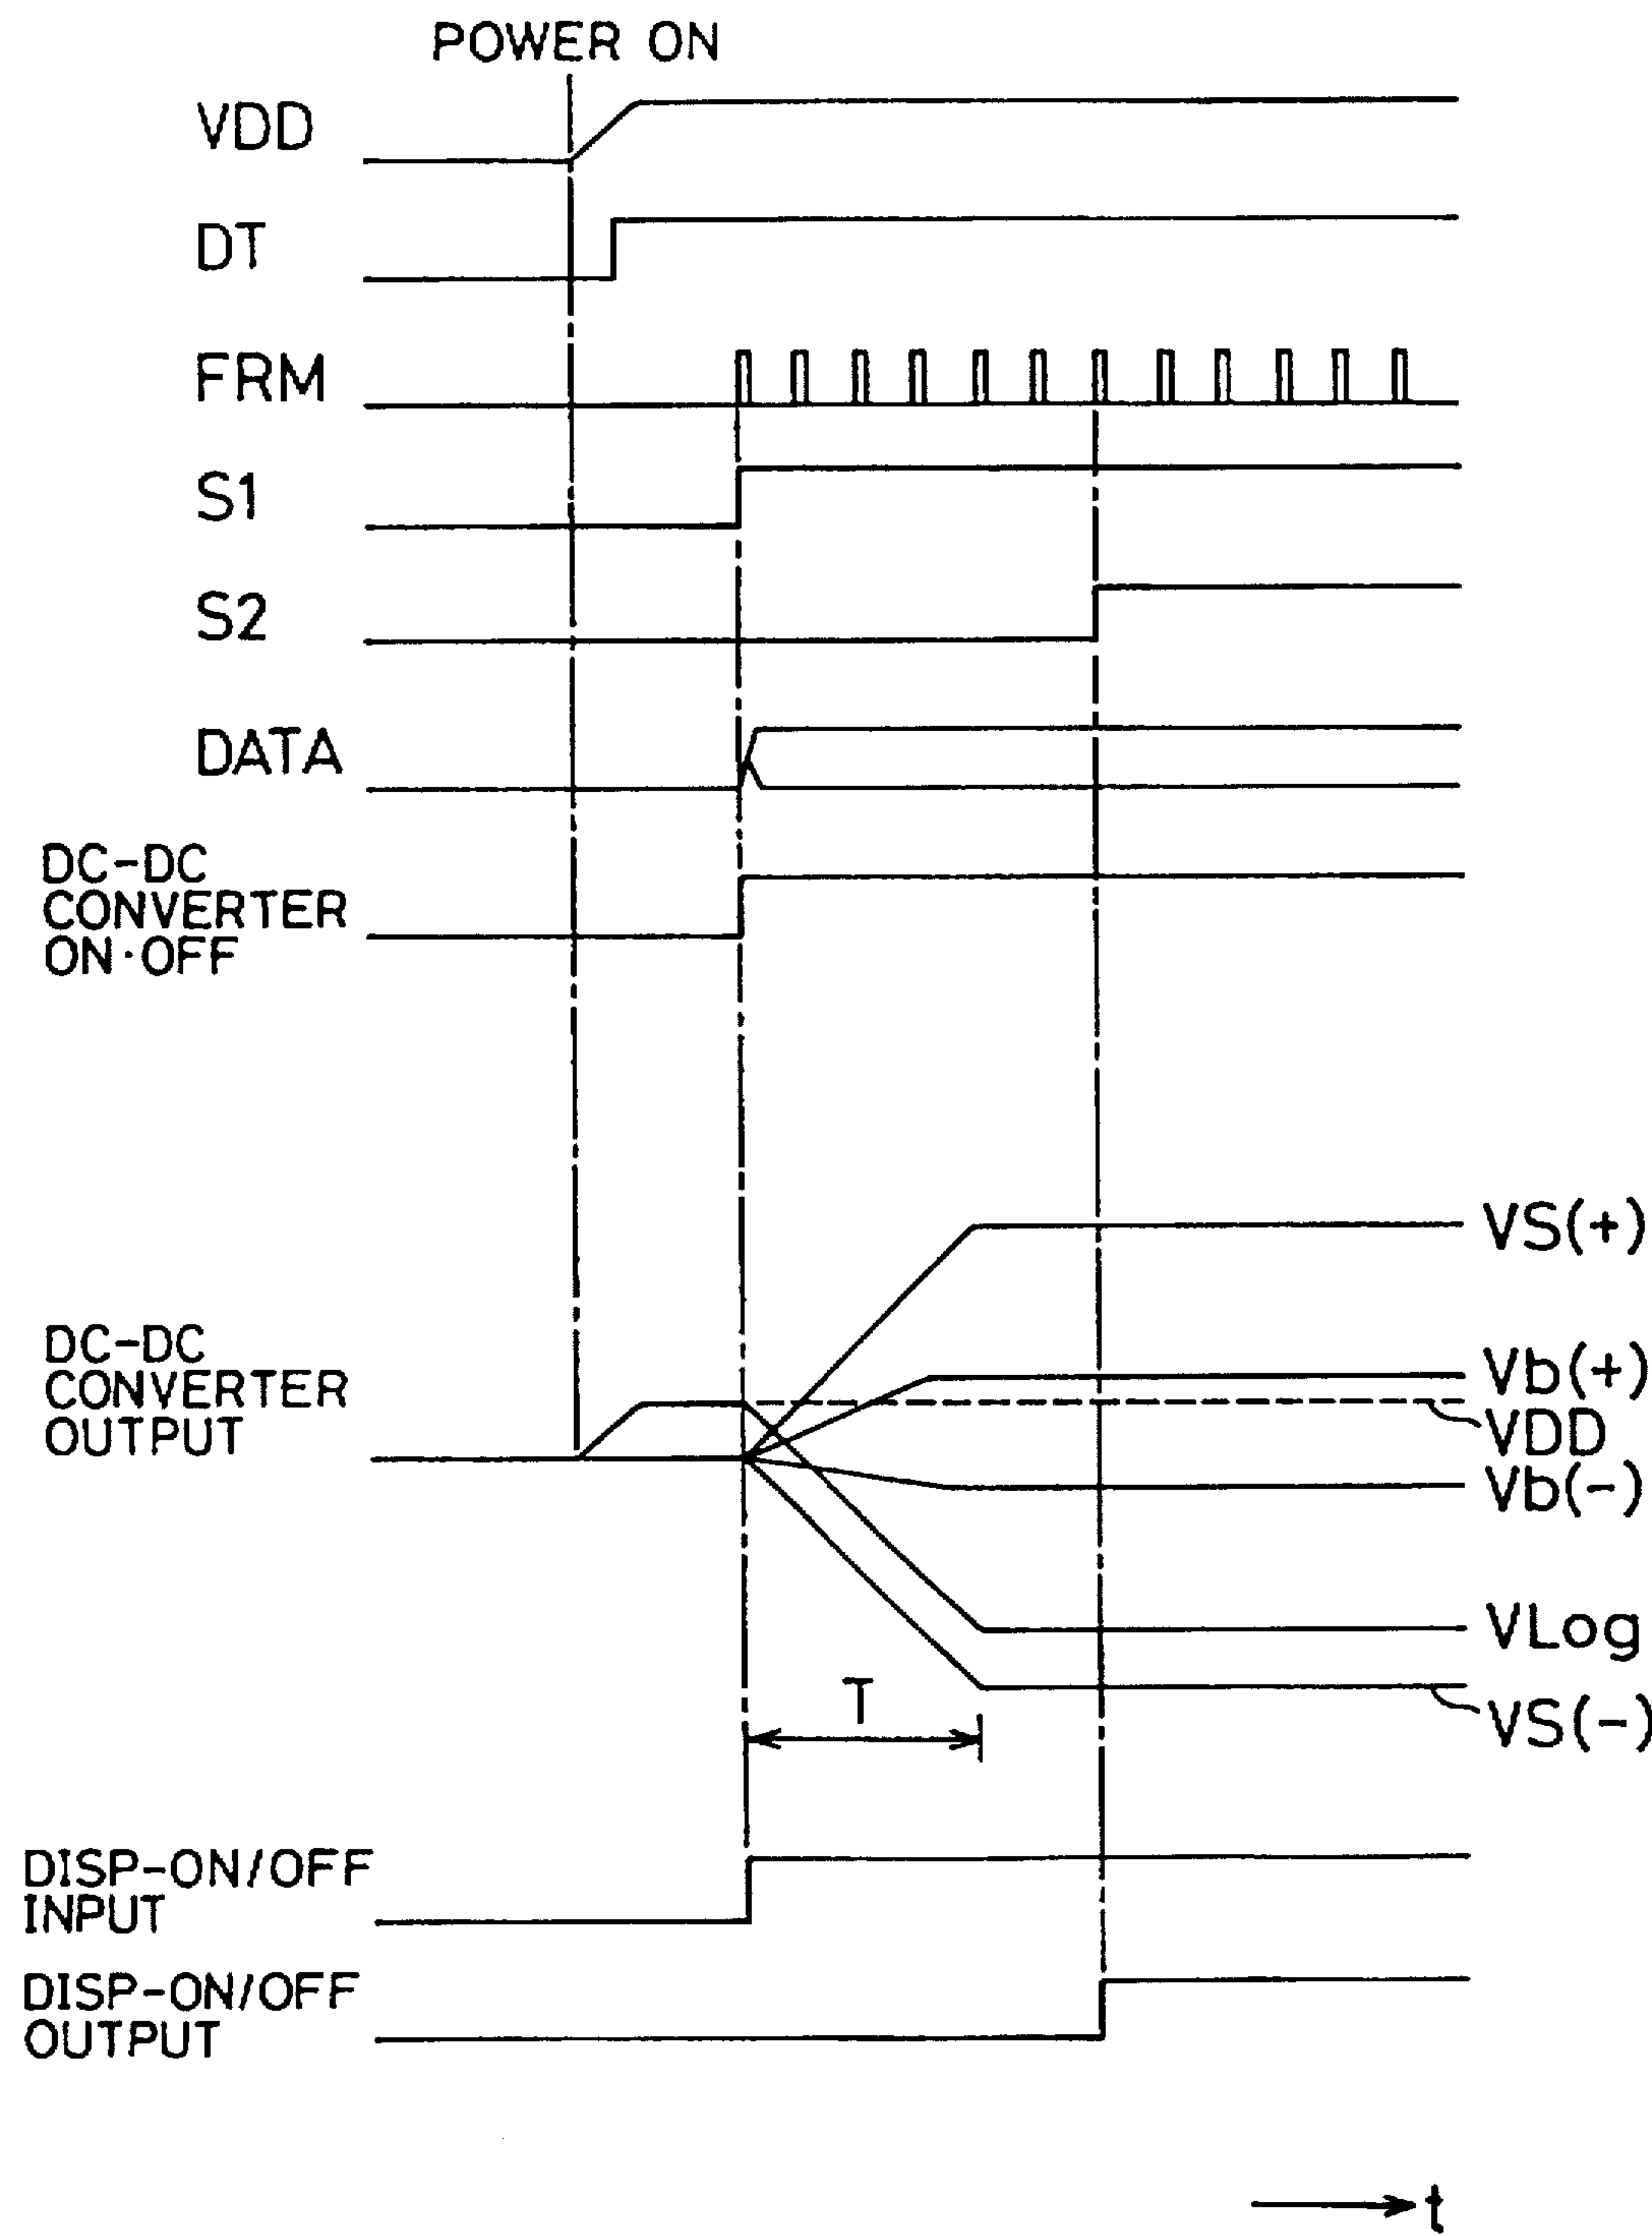 POWER ON
VDD
DT
FRM
S1
S2
DATA
DC-DC
CONVERTER
ON·OFF
VS(+)
DC-DC
CONVERTER
OUTPUT
Vb(+)
VDD
Vb(-)
VLog
VS(-)
T
DISP-ON/OFF
INPUT
DISP-ON/OFF
OUTPUT
t